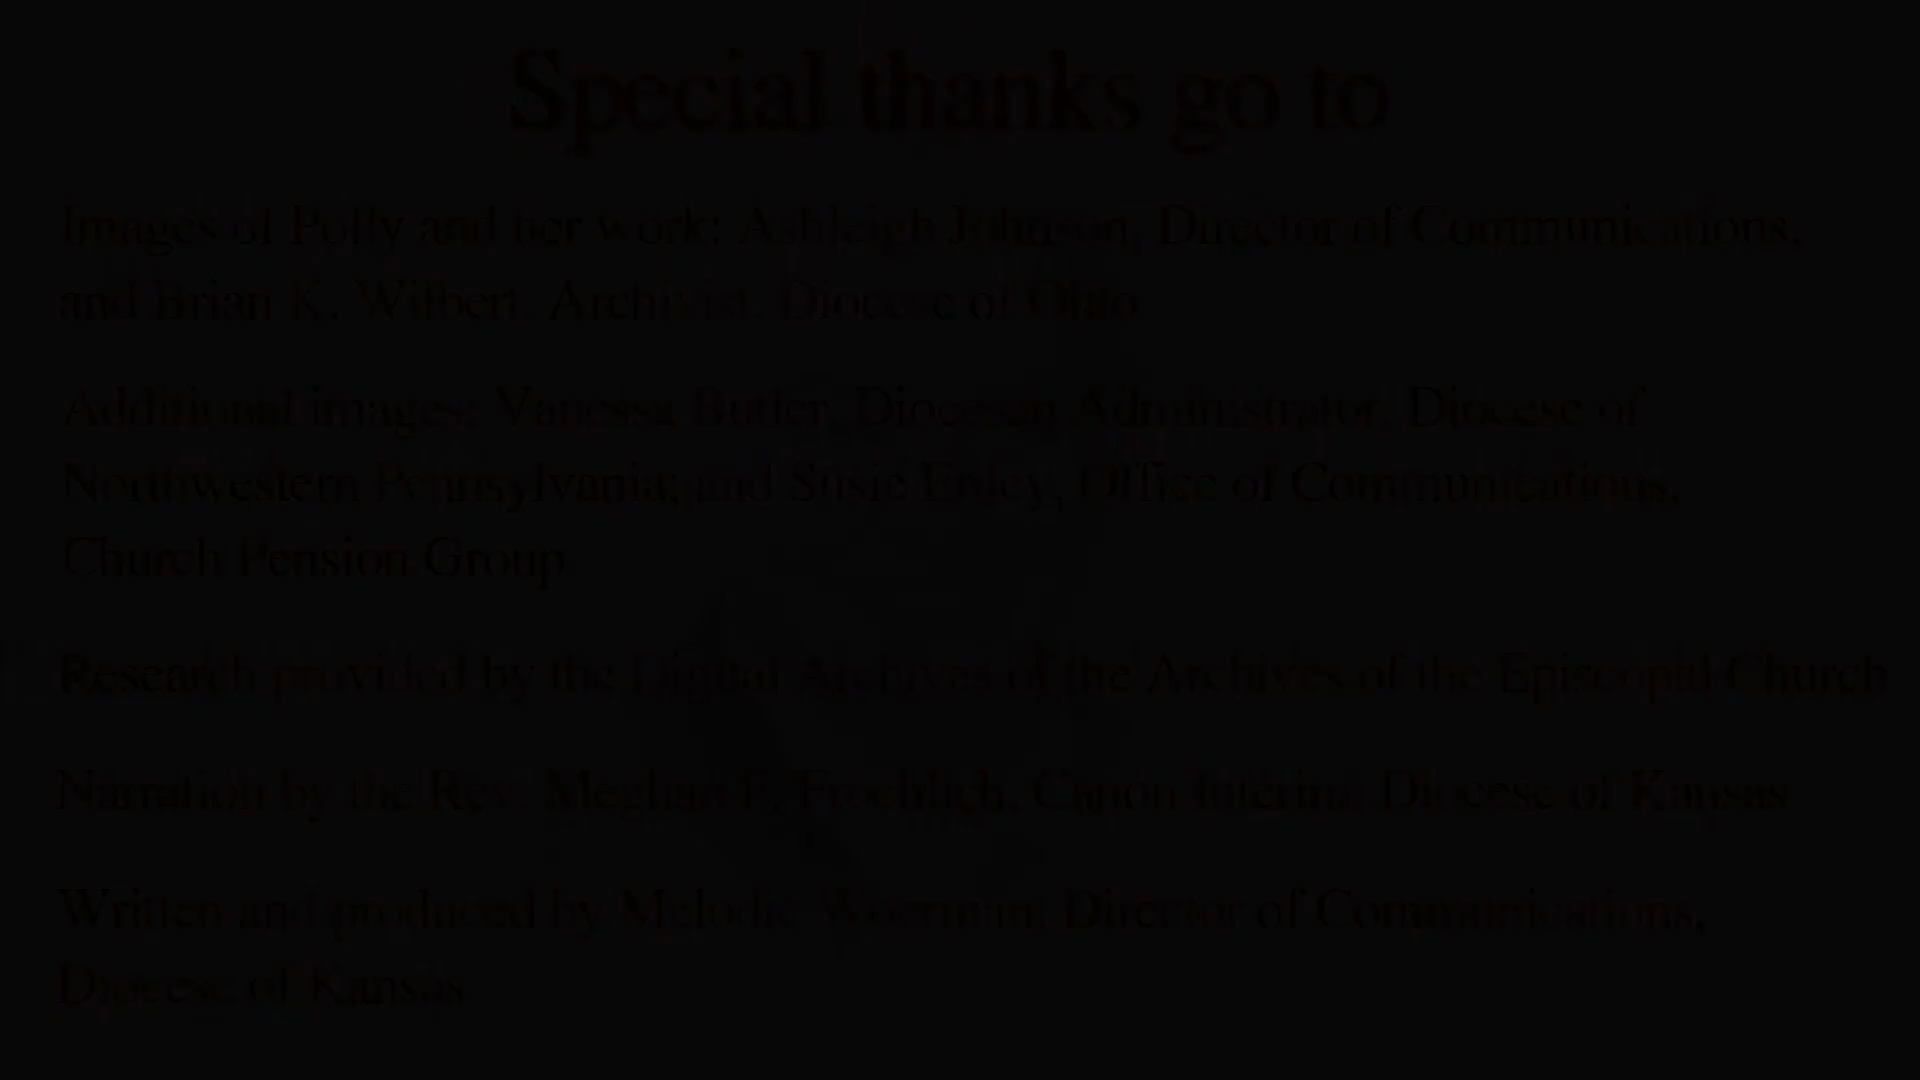 Special thanks go to
Images of Polly and her work: Ashleigh Johnson, Director of Communications,
and Brian K. Wilbert, Archivist, Diocese of Ohio
Additional images: Vanessa Butler, Diocesan Administrator, Diocese of
Northwestern Pennsylvania; and Susie Erdey, Office of Communications,
Church Pension Group
Research provided by the Digital Archives of the Archives of the Episcopal Church
Narration by the Rev. Meghan F. Froehlich, Canon Interim, Diocese of Kansas
Written and produced by Melodie Woerman, Director of Communications,
Diocese of Kansas